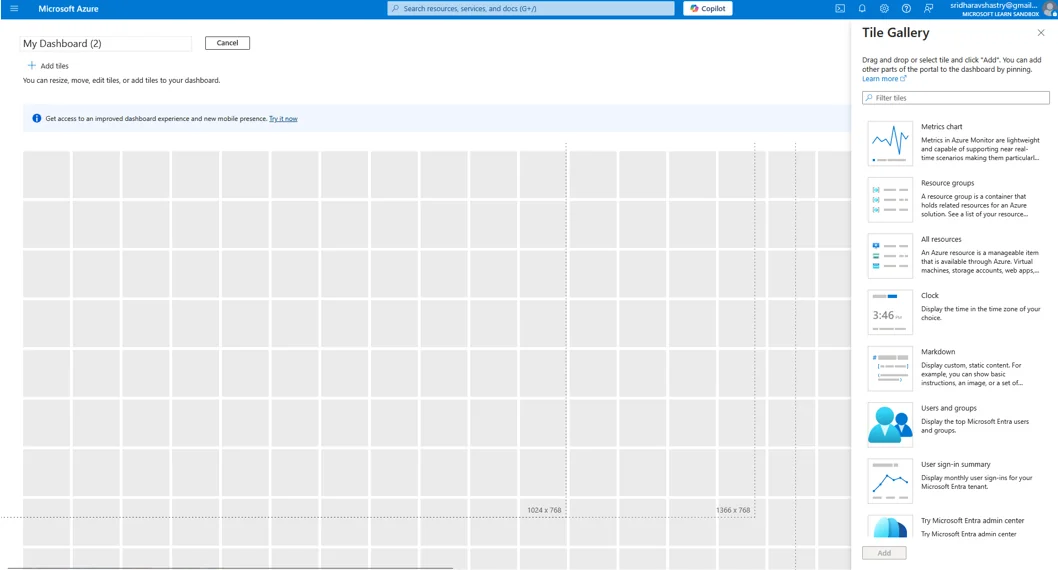 Microsoft Azure
Search resources, services, and docs (G+/)
Copilot
sridharavshastry@gmail...
MICROSOFT LEARN SANDBOX
My Dashboard (2)
Cancel
Add tiles
You can resize, move, edit tiles, or add tiles to your dashboard.
Get access to an improved dashboard experience and new mobile presence. Try it now
1024 x 768
1366 x 768
Tile Gallery
Drag and drop or select tile and click "Add". You can add
other parts of the portal to the dashboard by pinning.
Learn more
Filter tiles
Metrics chart
Metrics in Azure Monitor are lightweight
and capable of supporting near real-
time scenarios making them particularl...
Resource groups
A resource group is a container that
holds related resources for an Azure
solution. See a list of your resource...
All resources
An Azure resource is a manageable item
that is available through Azure. Virtual
machines, storage accounts, web apps,...
Clock
Display the time in the time zone of your
choice.
3:46 PM
Markdown
Display custom, static content. For
example, you can show basic
instructions, an image, or a set of...
Users and groups
Display the top Microsoft Entra users
and groups.
User sign-in summary
Display monthly user sign-ins for your
Microsoft Entra tenant.
Try Microsoft Entra admin center
Try Microsoft Entra admin center
Add